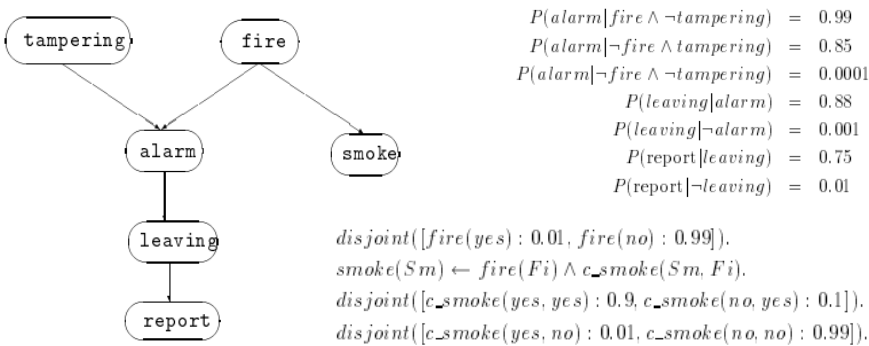 tampering
fire
alarm
smoke
leaving
report
P(alarm|fire ∧ ¬tampering) = 0.99
P(alarm|¬fire ∧ tampering) = 0.85
P(alarm|¬fire ∧ ¬tampering) = 0.0001
P(leaving|alarm) = 0.88
P(leaving|¬alarm) = 0.001
P(report|leaving) = 0.75
P(report|¬leaving) = 0.01
disjoint([fire(yes) : 0.01, fire(no) : 0.99]).
smoke(Sm) ← fire(Fi) ∧ c_smoke(Sm, Fi).
disjoint([c_smoke(yes, yes) : 0.9, c_smoke(no, yes) : 0.1]).
disjoint([c_smoke(yes, no) : 0.01, c_smoke(no, no) : 0.99]).